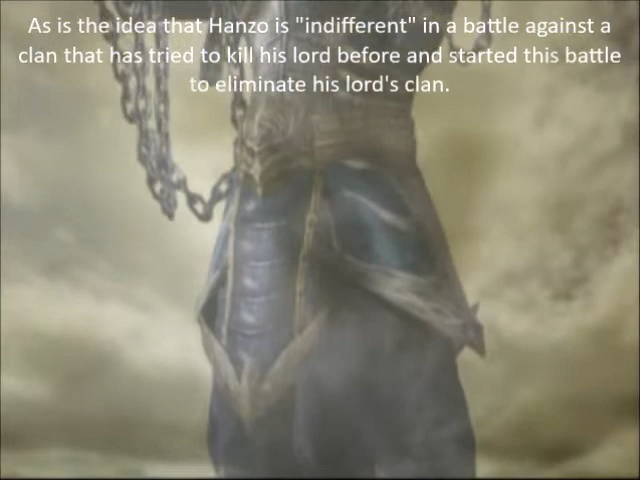 As is the idea that Hanzo is "indifferent" in a battle against a
clan that has tried to kill his lord before and started this battle
to eliminate his lord's clan.